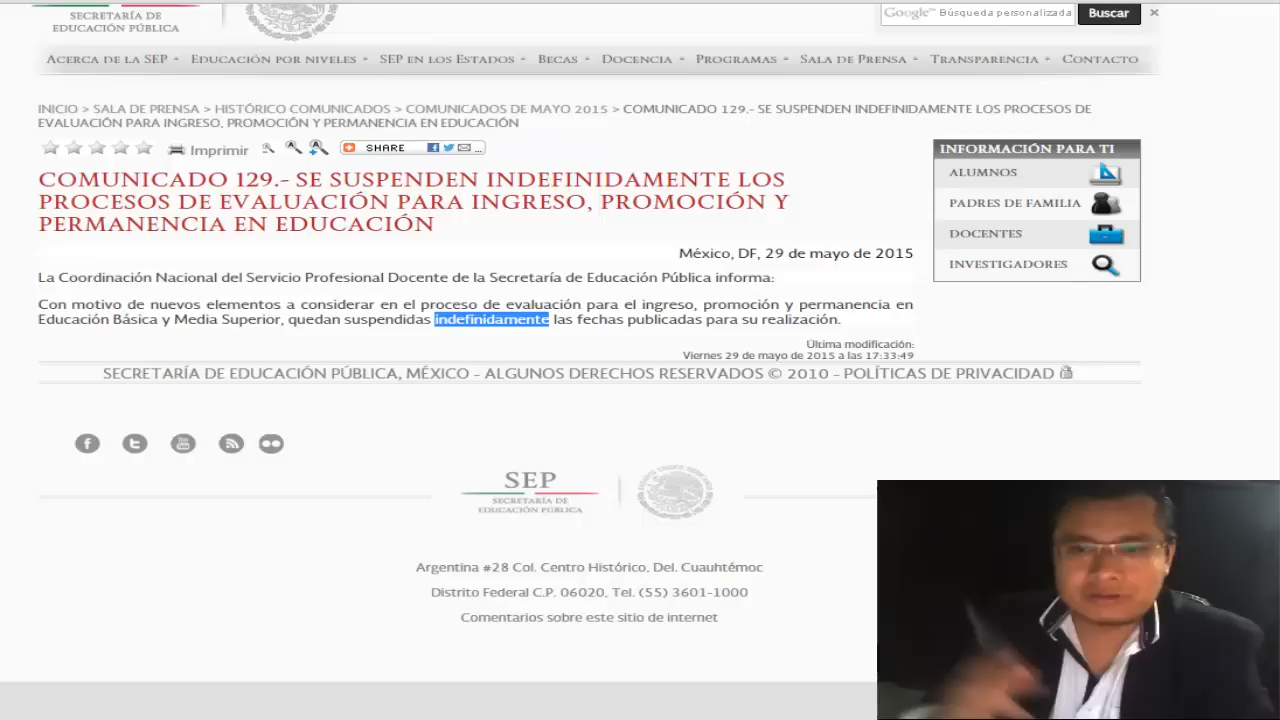 SECRETARÍA DE
EDUCACIÓN PÚBLICA
Google™ Búsqueda personalizada
Buscar
×
ACERCA DE LA SEP EDUCACIÓN POR NIVELES SEP EN LOS ESTADOS BECAS DOCENCIA PROGRAMAS SALA DE PRENSA TRANSPARENCIA CONTACTO
INICIO > SALA DE PRENSA > HISTÓRICO COMUNICADOS > COMUNICADOS DE MAYO 2015 > COMUNICADO 129.- SE SUSPENDEN INDEFINIDAMENTE LOS PROCESOS DE
EVALUACIÓN PARA INGRESO, PROMOCIÓN Y PERMANENCIA EN EDUCACIÓN
Imprimir
SHARE ...
COMUNICADO 129.- SE SUSPENDEN INDEFINIDAMENTE LOS
PROCESOS DE EVALUACIÓN PARA INGRESO, PROMOCIÓN Y
PERMANENCIA EN EDUCACIÓN
México, DF, 29 de mayo de 2015
La Coordinación Nacional del Servicio Profesional Docente de la Secretaría de Educación Pública informa:
Con motivo de nuevos elementos a considerar en el proceso de evaluación para el ingreso, promoción y permanencia en
Educación Básica y Media Superior, quedan suspendidas indefinidamente las fechas publicadas para su realización.
Última modificación:
Viernes 29 de mayo de 2015 a las 17:33:49
INFORMACIÓN PARA TI
ALUMNOS
PADRES DE FAMILIA
DOCENTES
INVESTIGADORES
SECRETARÍA DE EDUCACIÓN PÚBLICA, MÉXICO - ALGUNOS DERECHOS RESERVADOS © 2010 - POLÍTICAS DE PRIVACIDAD
SEP
SECRETARÍA DE
EDUCACIÓN PÚBLICA
Argentina #28 Col. Centro Histórico, Del. Cuauhtémoc
Distrito Federal C.P. 06020, Tel. (55) 3601-1000
Comentarios sobre este sitio de internet